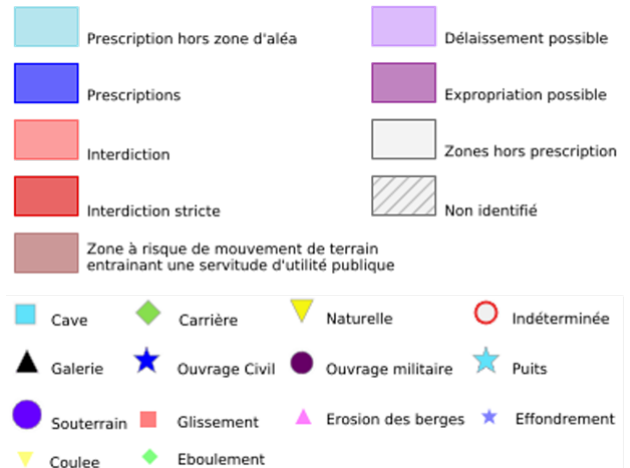 Prescription hors zone d'aléa
Délaissement possible
Prescriptions
Expropriation possible
Interdiction
Zones hors prescription
Interdiction stricte
Non identifié
Zone à risque de mouvement de terrain
entrainant une servitude d'utilité publique
Cave
Carrière
Naturelle
Indéterminée
Galerie
Ouvrage Civil
Ouvrage militaire
Puits
Souterrain
Glissement
Erosion des berges
Effondrement
Coulee
Eboulement